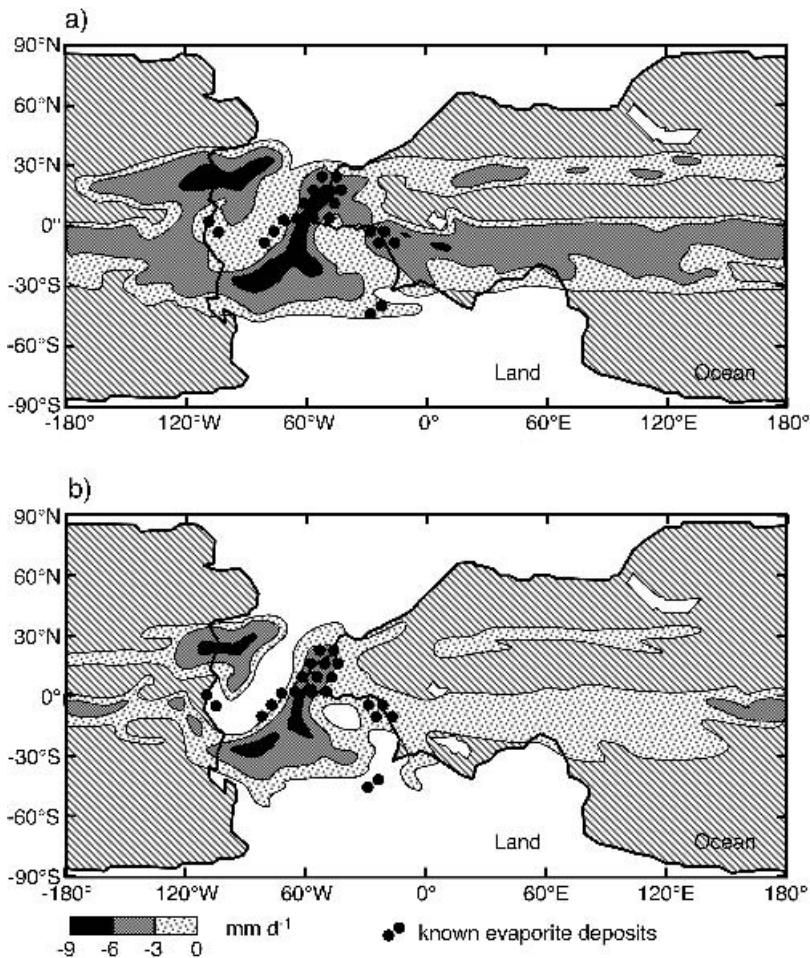 a)
90°N
60°N
30°N
0°
-30°S
-60°S
-90°S
Land
Ocean
-180°
120°W
60°W
0°
60°E
120°E
180°
b)
90°N
60°N
30°N
0°
-30°S
-60°S
-90°S
Land
Ocean
-180°
120°W
60°W
0°
60°E
120°E
180°
mm d⁻¹
known evaporite deposits
-9 -6 -3 0